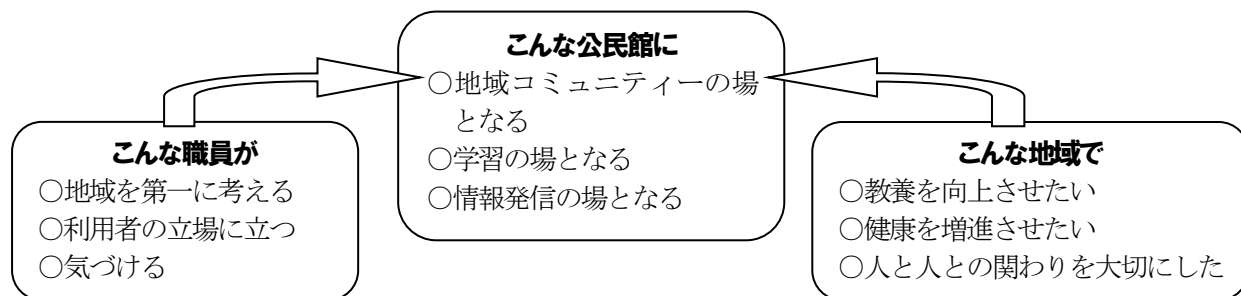 こんな公民館に
○地域コミュニティーの場
となる
○学習の場となる
○情報発信の場となる
こんな職員が
○地域を第一に考える
○利用者の立場に立つ
○気づける
こんな地域で
○教養を向上させたい
○健康を増進させたい
○人と人との関わりを大切にした